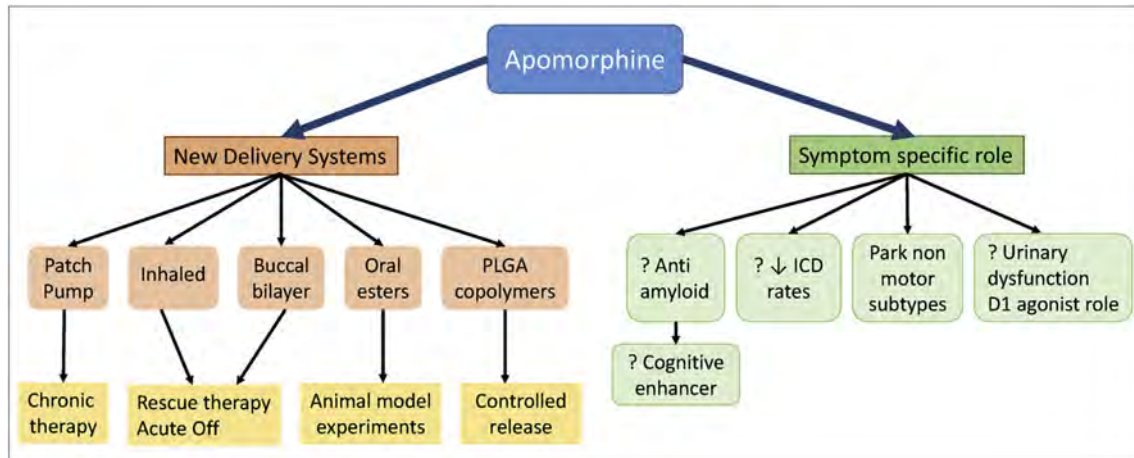 Apomorphine
New Delivery Systems
Symptom specific role
Patch
Pump
Inhaled
Buccal
bilayer
Oral
esters
PLGA
copolymers
? Anti
amyloid
? ↓ ICD
rates
Park non
motor
subtypes
? Urinary
dysfunction
D1 agonist role
Chronic
therapy
Rescue therapy
Acute Off
Animal model
experiments
Controlled
release
? Cognitive
enhancer